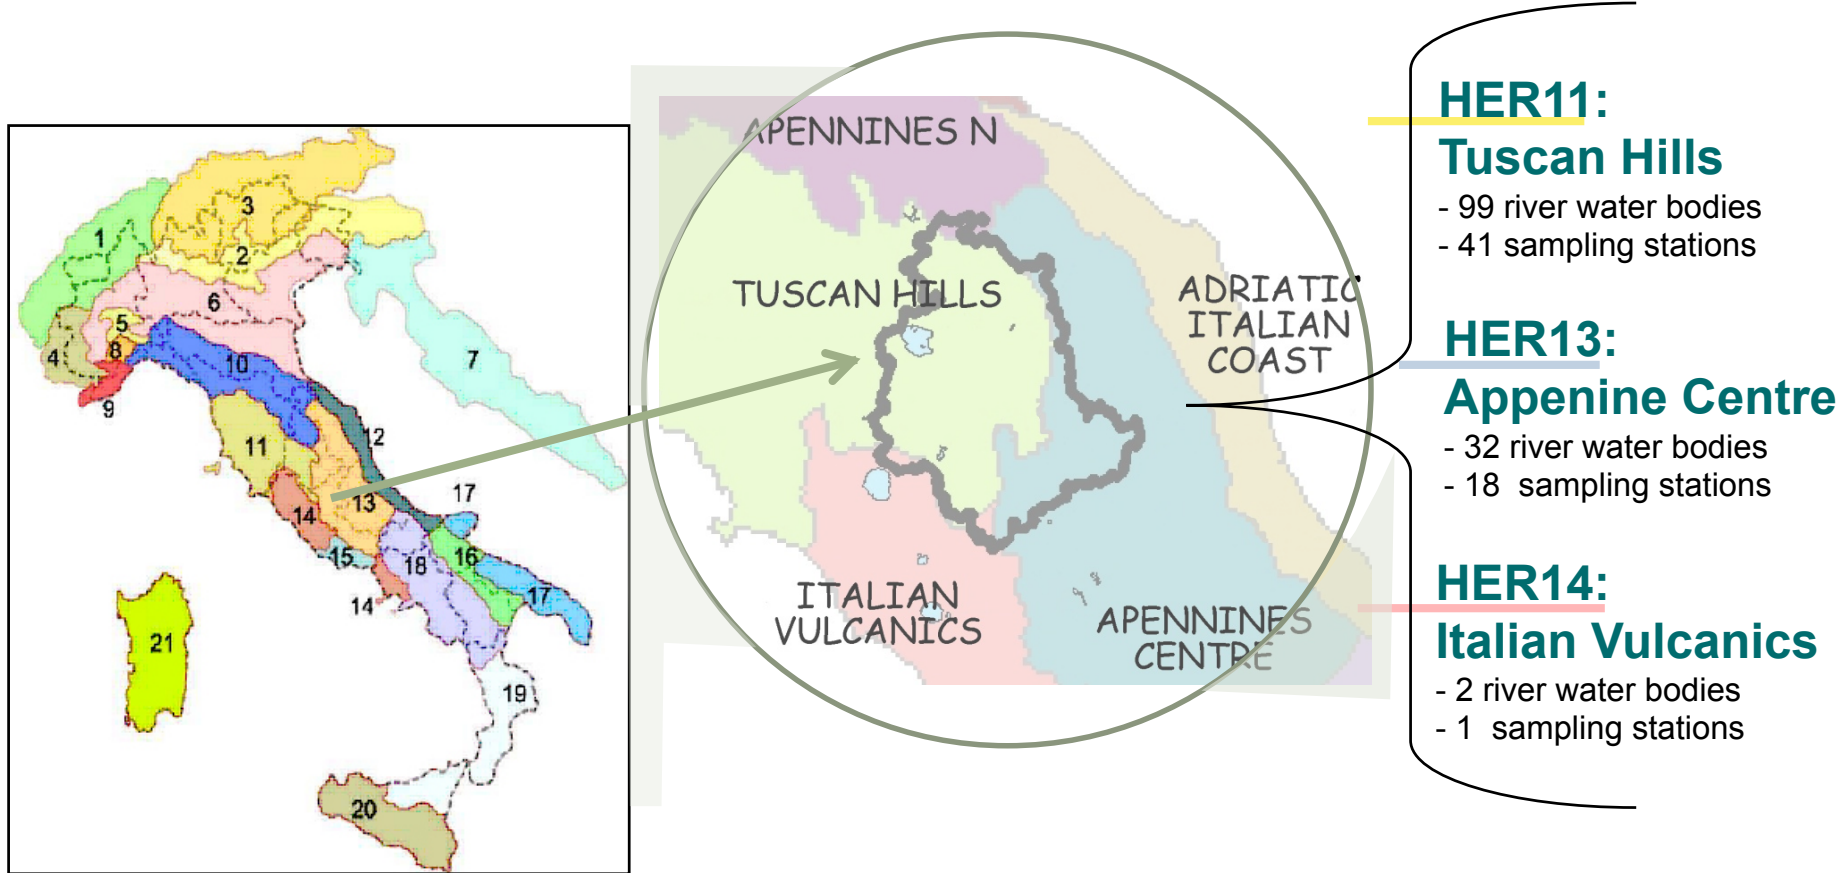 1
2
3
4
5
6
7
8
9
10
11
12
13
14
15
14
16
17
17
18
19
20
21
APENNINES N
TUSCAN HILLS
ADRIATIC
ITALIAN
COAST
ITALIAN
VULCANICS
APENNINES
CENTRE
HER11:
Tuscan Hills
- 99 river water bodies
- 41 sampling stations
HER13:
Appenine Centre
- 32 river water bodies
- 18 sampling stations
HER14:
Italian Vulcanics
- 2 river water bodies
- 1 sampling stations